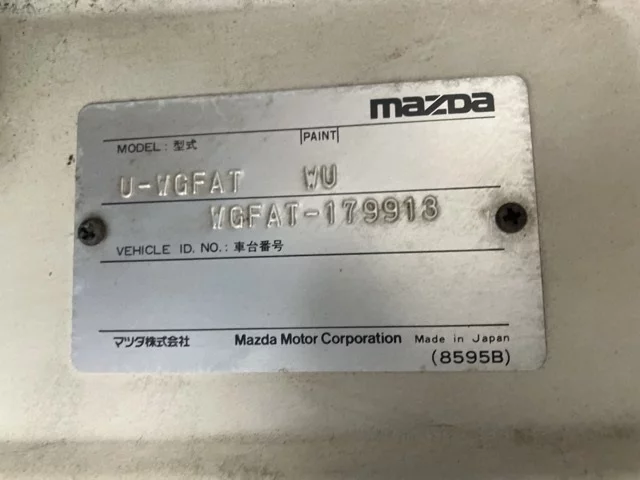 mazda
MODEL: 型式 PAINT
U-WGFAT WU
WGFAT-179913
VEHICLE ID. NO.: 車台番号
マツダ株式会社 Mazda Motor Corporation Made in Japan
(8595B)